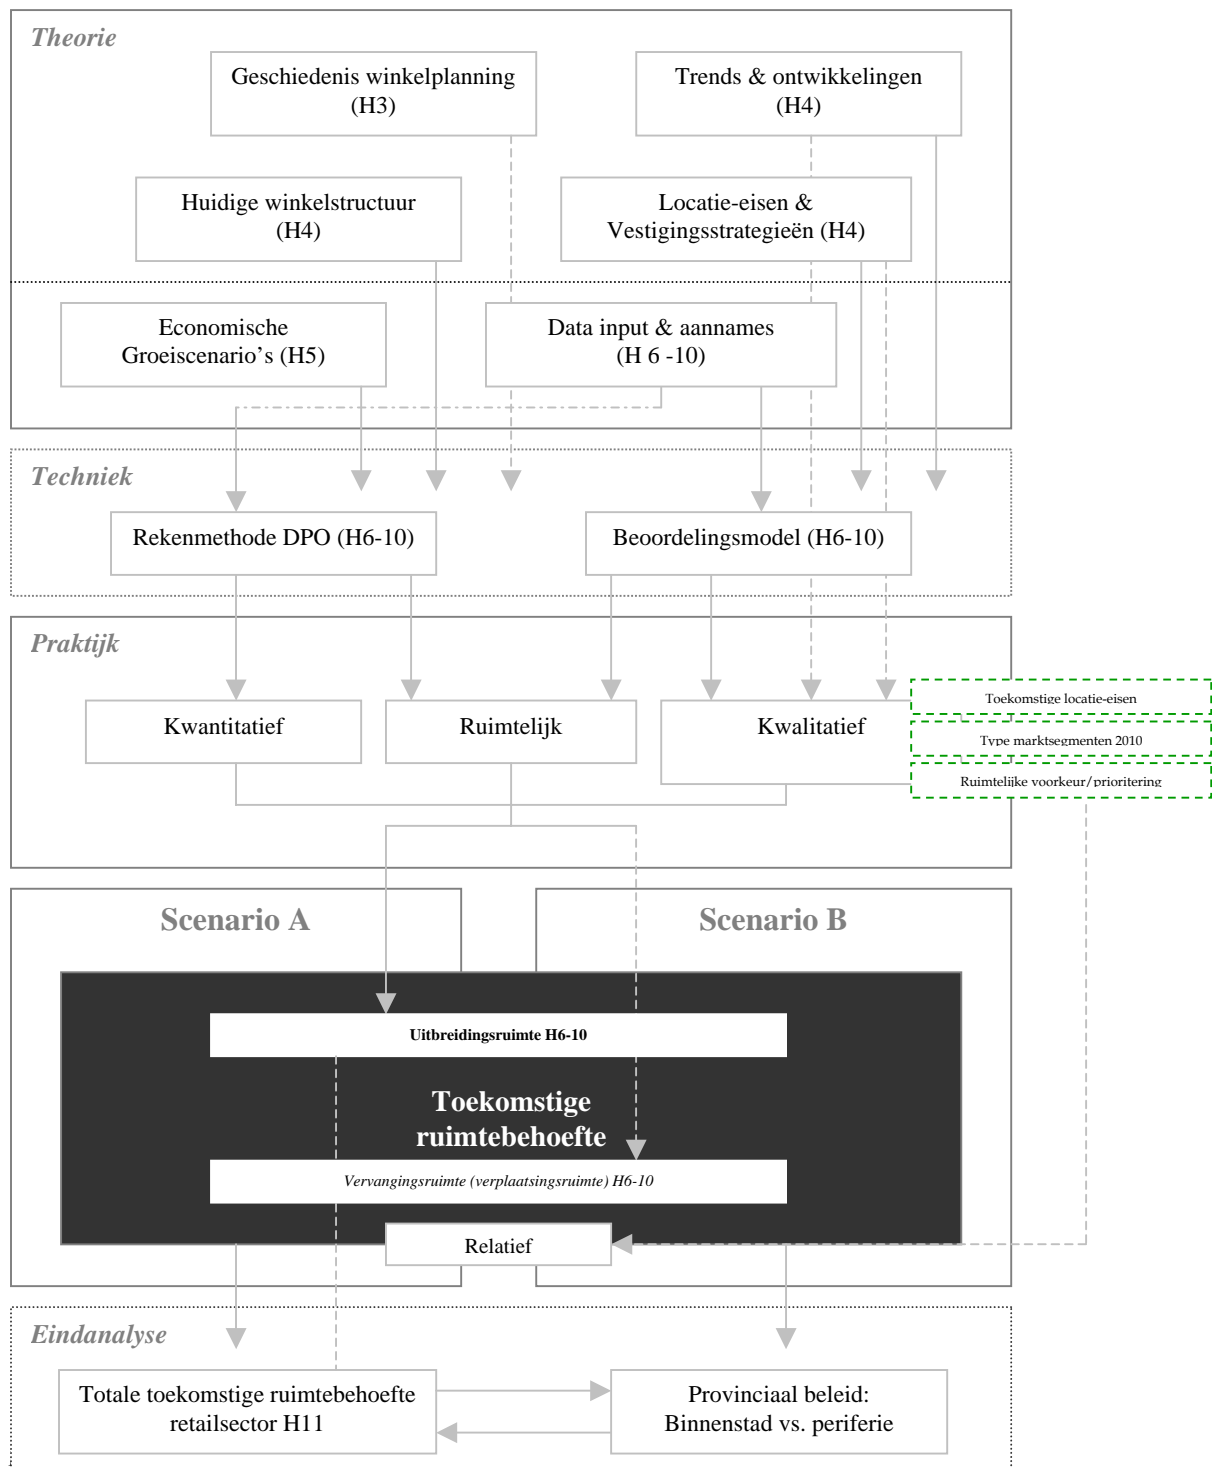 Theorie
Geschiedenis winkelplanning
(H3)
Trends & ontwikkelingen
(H4)
Huidige winkelstructuur
(H4)
Locatie-eisen &
Vestigingsstrategieën (H4)
Economische
Groeiscenario’s (H5)
Data input & aannames
(H 6 -10)
Techniek
Rekenmethode DPO (H6-10)
Beoordelingsmodel (H6-10)
Praktijk
Kwantitatief
Ruimtelijk
Kwalitatief
Toekomstige locatie-eisen
Type marktsegmenten 2010
Ruimtelijke voorkeur/prioritering
Scenario A
Scenario B
Uitbreidingsruimte H6-10
Toekomstige
ruimtebehoefte
Vervangingsruimte (verplaatsingsruimte) H6-10
Relatief
Eindanalyse
Totale toekomstige ruimtebehoefte
retailsector H11
Provinciaal beleid:
Binnenstad vs. periferie